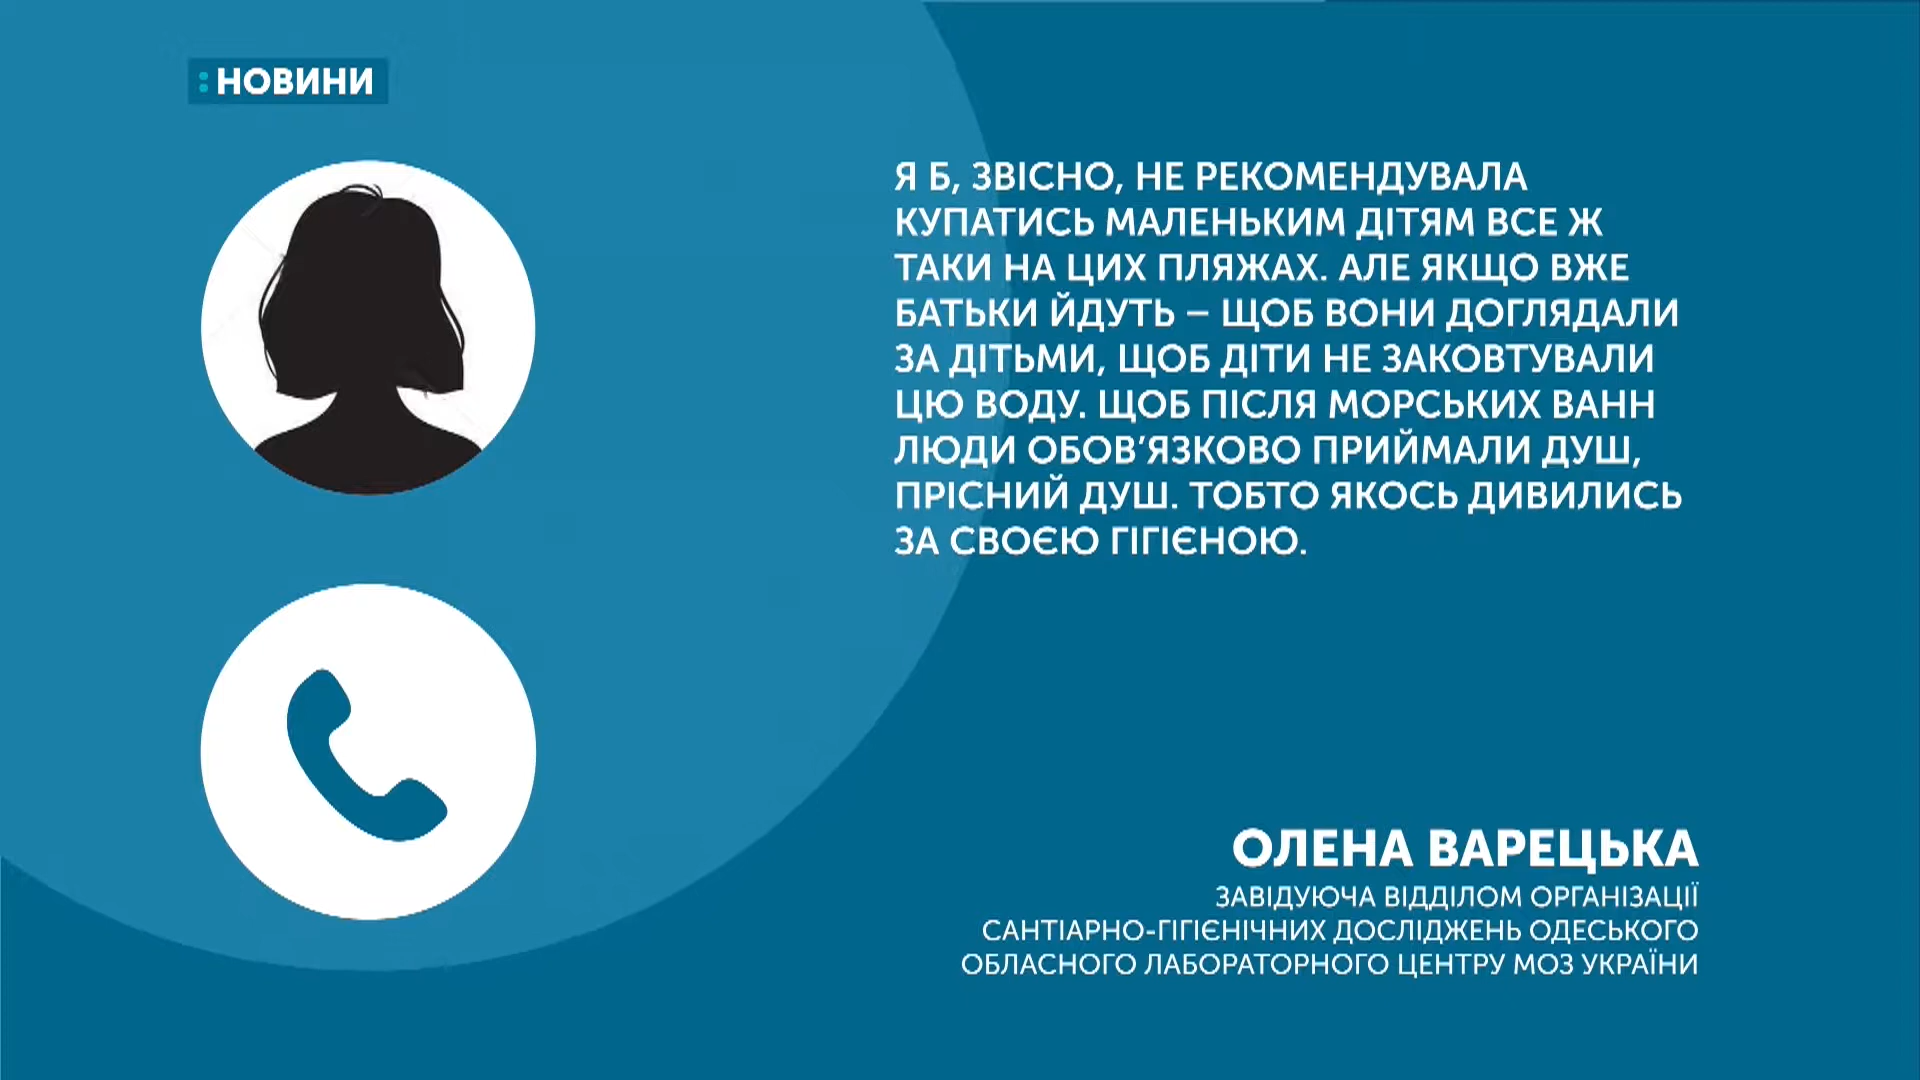 :НОВИНИ
Я Б, ЗВІСНО, НЕ РЕКОМЕНДУВАЛА
КУПАТИСЬ МАЛЕНЬКИМ ДІТЯМ ВСЕ Ж
ТАКИ НА ЦИХ ПЛЯЖАХ. АЛЕ ЯКЩО ВЖЕ
БАТЬКИ ЙДУТЬ – ЩОБ ВОНИ ДОГЛЯДАЛИ
ЗА ДІТЬМИ, ЩОБ ДІТИ НЕ ЗАКОВТУВАЛИ
ЦЮ ВОДУ. ЩОБ ПІСЛЯ МОРСЬКИХ ВАНН
ЛЮДИ ОБОВ’ЯЗКОВО ПРИЙМАЛИ ДУШ,
ПРІСНИЙ ДУШ. ТОБТО ЯКОСЬ ДИВИЛИСЬ
ЗА СВОЄЮ ГІГІЄНОЮ.
ОЛЕНА ВАРЕЦЬКА
ЗАВІДУЮЧА ВІДДІЛОМ ОРГАНІЗАЦІЇ
САНТІАРНО-ГІГІЄНІЧНИХ ДОСЛІДЖЕНЬ ОДЕСЬКОГО
ОБЛАСНОГО ЛАБОРАТОРНОГО ЦЕНТРУ МОЗ УКРАЇНИ